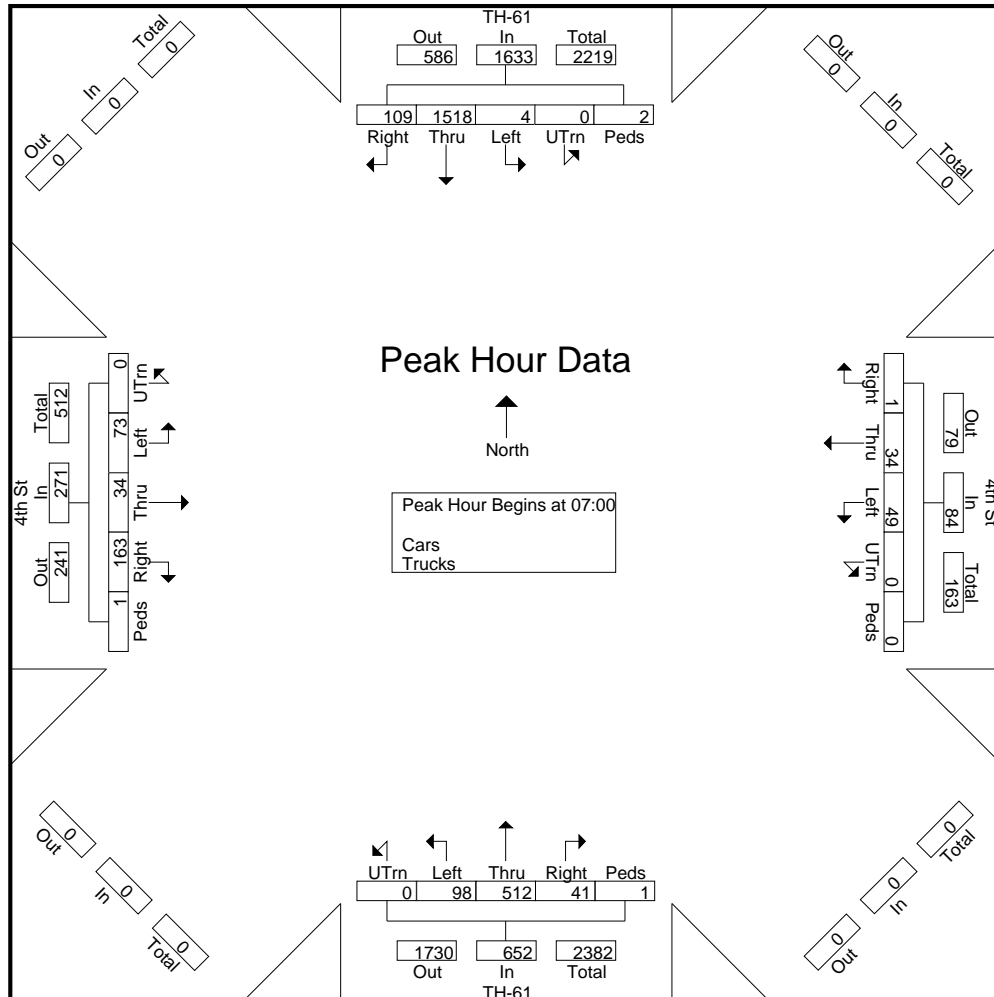 TH-61
Out In Total
586 1633 2219
109 1518 4 0 2
Right Thru Left UTrn Peds
Total
0
In
0
Out
0
Out
0
In
0
Total
0
4th St
Total
512
In
271
Out
241
0
UTrn
73
Left
34
Thru
163
Right
1
Peds
Peak Hour Data
North
Peak Hour Begins at 07:00
Cars
Trucks
Right
1
Thru
34
Left
49
UTrn
0
Peds
0
Out
79
In
84
Total
163
4th St
0
Out
0
In
0
Total
UTrn Left Thru Right Peds
0 98 512 41 1
1730 652 2382
Out In Total
TH-61
0
Total
0
In
0
Out